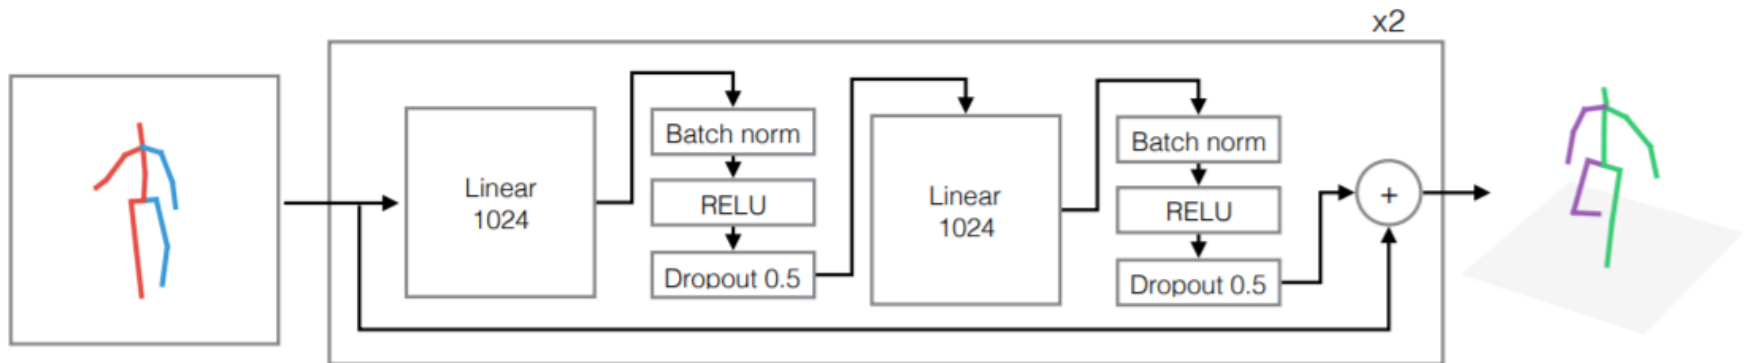 x2
Linear
1024
Batch norm
RELU
Dropout 0.5
Linear
1024
Batch norm
RELU
Dropout 0.5
+